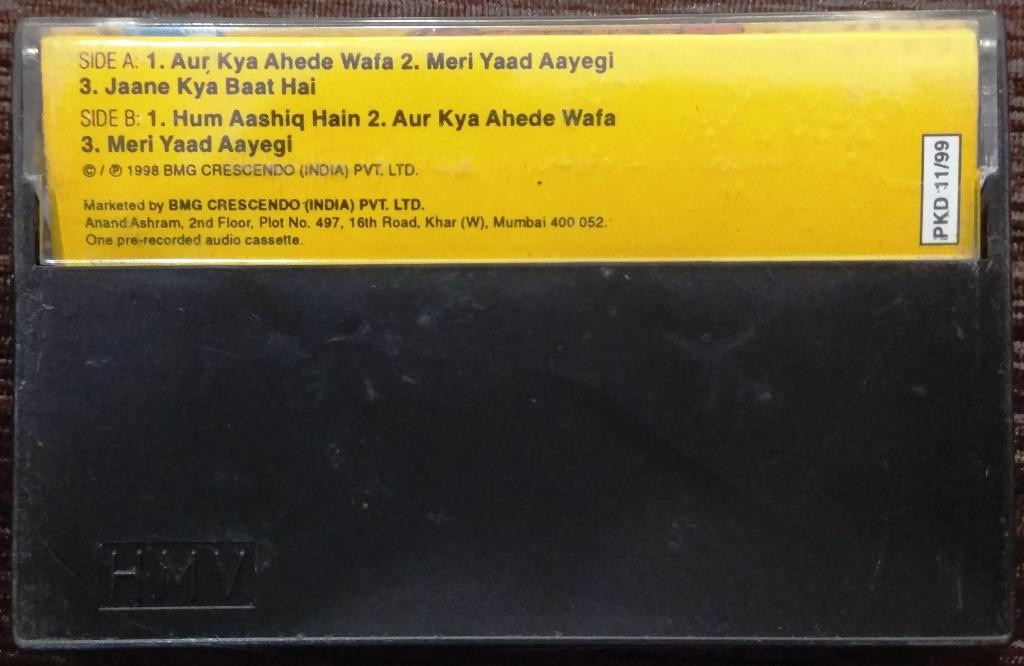 SIDE A: 1. Aur Kya Ahede Wafa 2. Meri Yaad Aayegi
3. Jaane Kya Baat Hai
SIDE B: 1. Hum Aashiq Hain 2. Aur Kya Ahede Wafa
3. Meri Yaad Aayegi
© / ℗ 1998 BMG CRESCENDO (INDIA) PVT. LTD.
Marketed by BMG CRESCENDO (INDIA) PVT. LTD.
Anand Ashram, 2nd Floor, Plot No. 497, 16th Road, Khar (W), Mumbai 400 052.
One pre-recorded audio cassette.
PKD 11/99
HMV